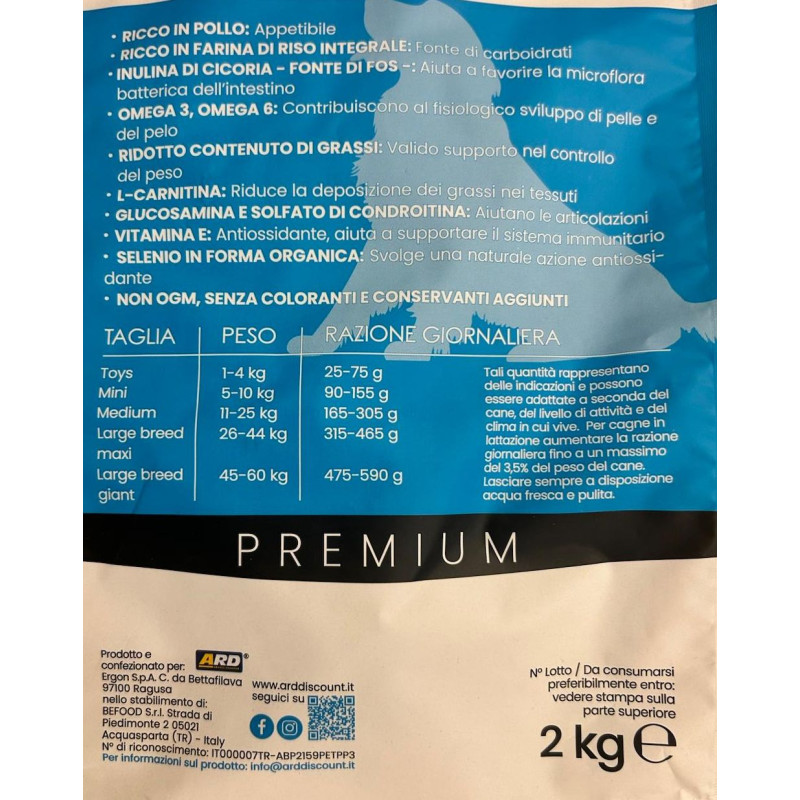 • RICCO IN POLLO: Appetibile
• RICCO IN FARINA DI RISO INTEGRALE: Fonte di carboidrati
• INULINA DI CICORIA - FONTE DI FOS -: Aiuta a favorire la microflora
batterica dell'intestino
• OMEGA 3, OMEGA 6: Contribuiscono al fisiologico sviluppo di pelle e
del pelo
• RIDOTTO CONTENUTO DI GRASSI: Valido supporto nel controllo
del peso
• L-CARNITINA: Riduce la deposizione dei grassi nei tessuti
• GLUCOSAMINA E SOLFATO DI CONDROITINA: Aiutano le articolazioni
• VITAMINA E: Antiossidante, aiuta a supportare il sistema immunitario
• SELENIO IN FORMA ORGANICA: Svolge una naturale azione antiossi-
dante
• NON OGM, SENZA COLORANTI E CONSERVANTI AGGIUNTI
TAGLIA PESO RAZIONE GIORNALIERA
Toys 1-4 kg 25-75 g
Mini 5-10 kg 90-155 g
Medium 11-25 kg 165-305 g
Large breed 26-44 kg 315-465 g
maxi
Large breed 45-60 kg 475-590 g
giant
Tali quantità rappresentano
delle indicazioni e possono
essere adattate a seconda del
cane, del livello di attività e del
clima in cui vive. Per cagne in
lattazione aumentare la razione
giornaliera fino a un massimo
del 3,5% del peso del cane.
Lasciare sempre a disposizione
acqua fresca e pulita.
PREMIUM
Prodotto e
confezionato per: ARD®
Ergon S.p.A. C. da Bettafilava
97100 Ragusa
nello stabilimento di:
BEFOOD S.r.l. Strada di
Piedimonte 2 05021
Acquasparta (TR) - Italy
N° di riconoscimento: IT000007TR-ABP2159PETPP3
Per informazioni sul prodotto: info@arddiscount.it
www.arddiscount.it
seguici su
N° Lotto / Da consumarsi
preferibilmente entro:
vedere stampa sulla
parte superiore
2 kg ℮